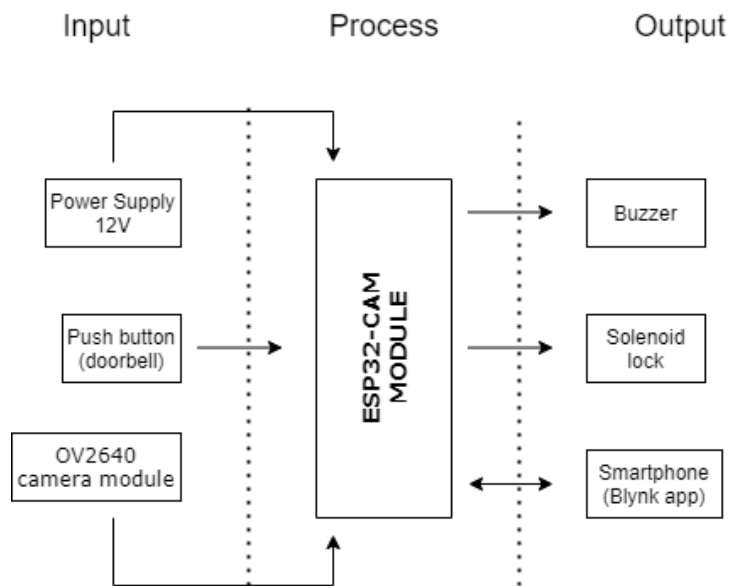 Input
Process
Output
Power Supply
12V
Push button
(doorbell)
OV2640
camera module
ESP32-CAM
MODULE
Buzzer
Solenoid
lock
Smartphone
(Blynk app)